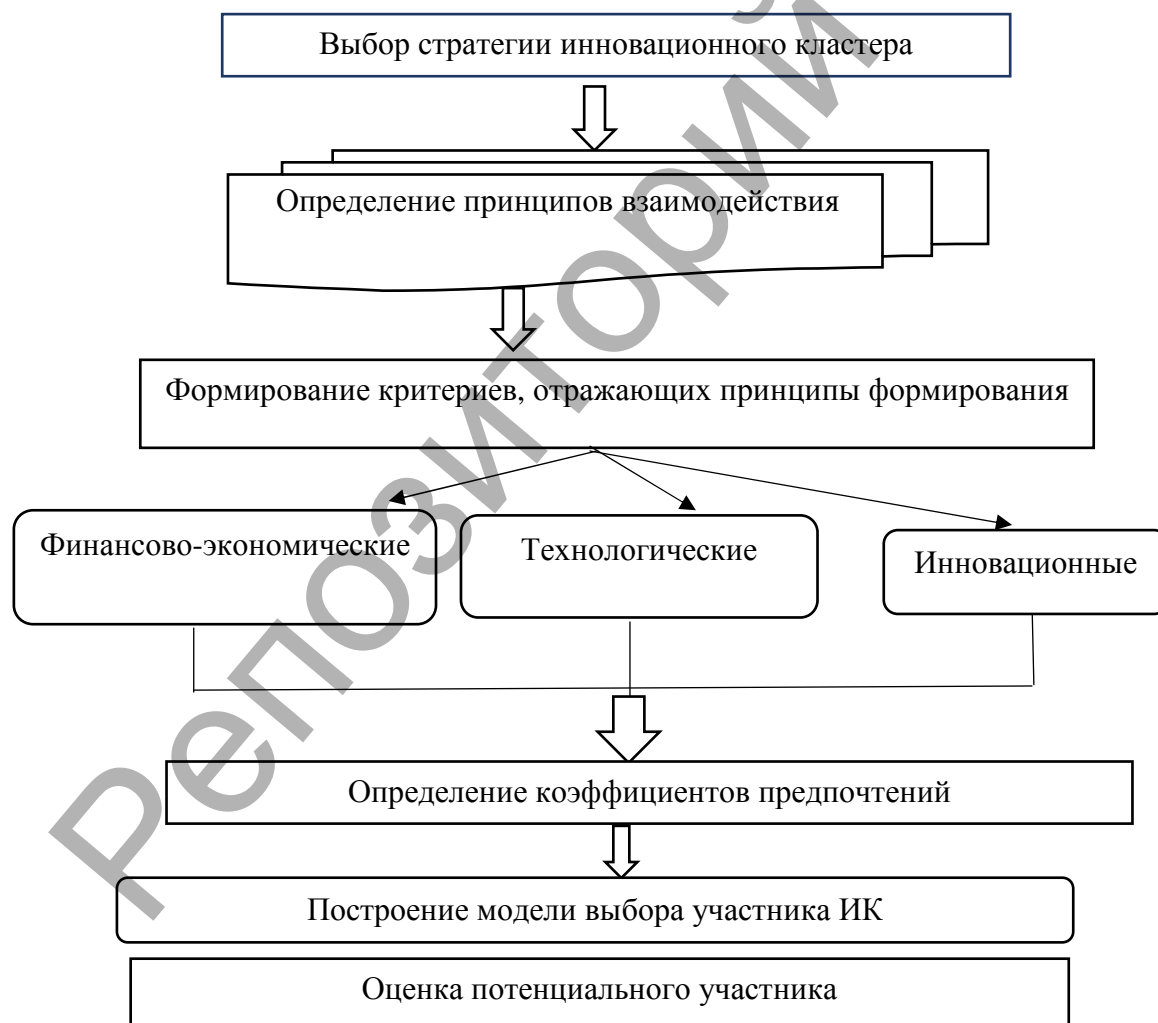 Выбор стратегии инновационного кластера
Определение принципов взаимодействия
Формирование критериев, отражающих принципы формирования
Финансово-экономические
Технологические
Инновационные
Определение коэффициентов предпочтений
Построение модели выбора участника ИК
Оценка потенциального участника
Репозиторий